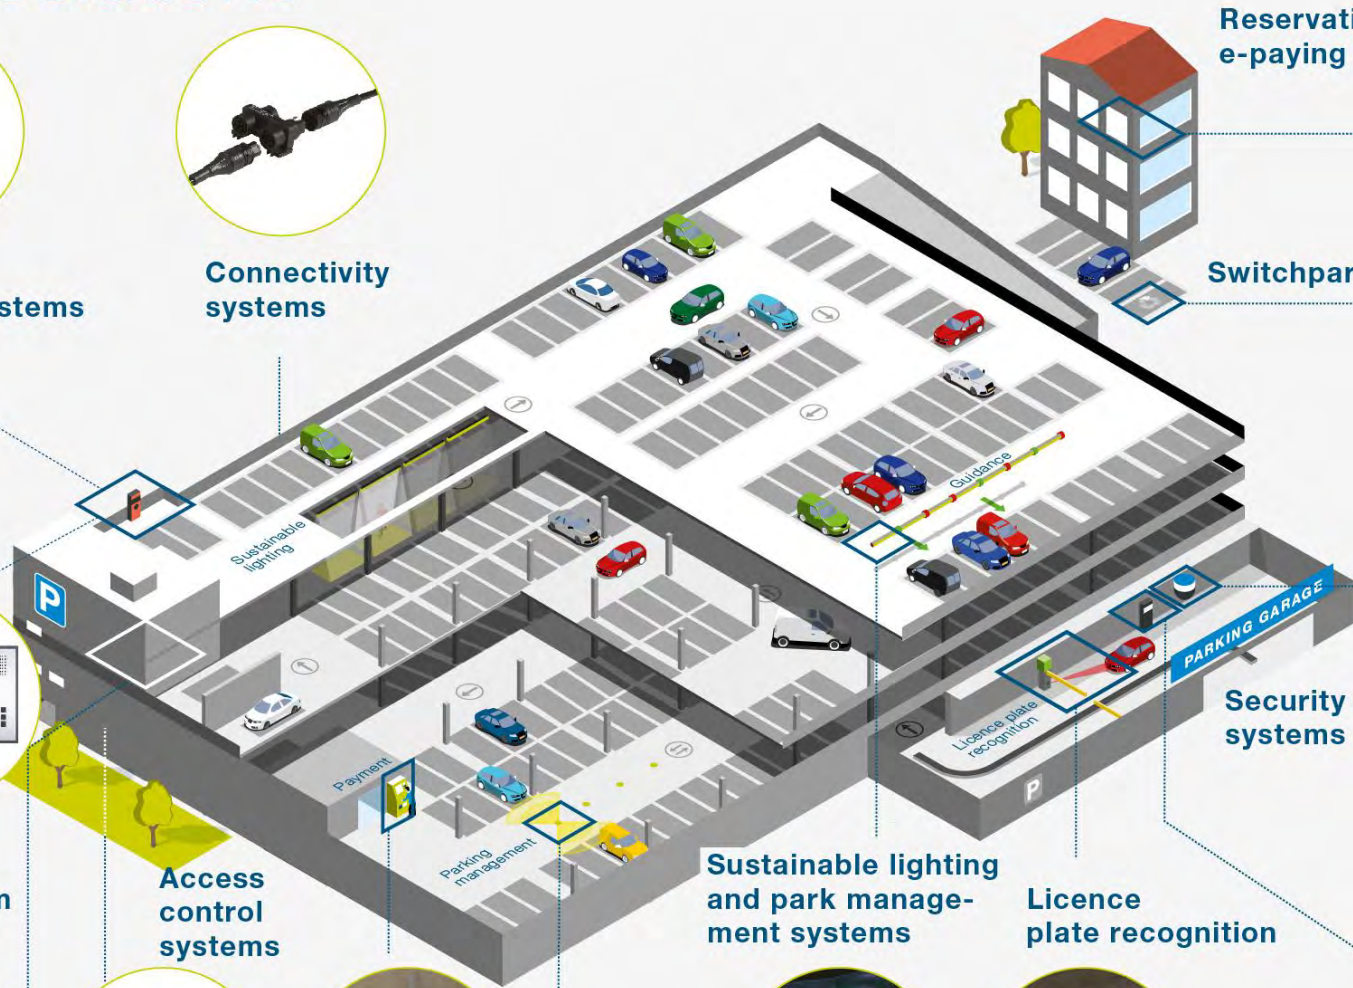 Reservati
e-paying
Connectivity
systems
stems
Switchpar
Guidance
Sustainable
lighting
P
PARKING GARAGE
Security
systems
Licence plate
recognition
P
Payment
Parking
management
Access
control
systems
Sustainable lighting
and park manage-
ment systems
Licence
plate recognition